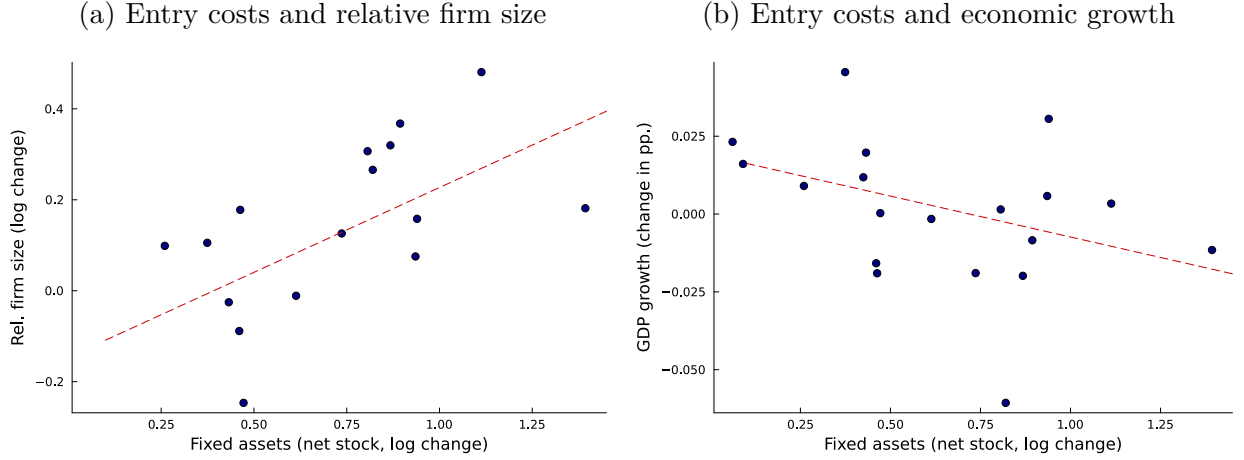 (a) Entry costs and relative firm size
Rel. firm size (log change)
0.4
0.2
0.0
−0.2
0.25 0.50 0.75 1.00 1.25
Fixed assets (net stock, log change)
(b) Entry costs and economic growth
GDP growth (change in pp.)
0.025
0.000
−0.025
−0.050
0.25 0.50 0.75 1.00 1.25
Fixed assets (net stock, log change)